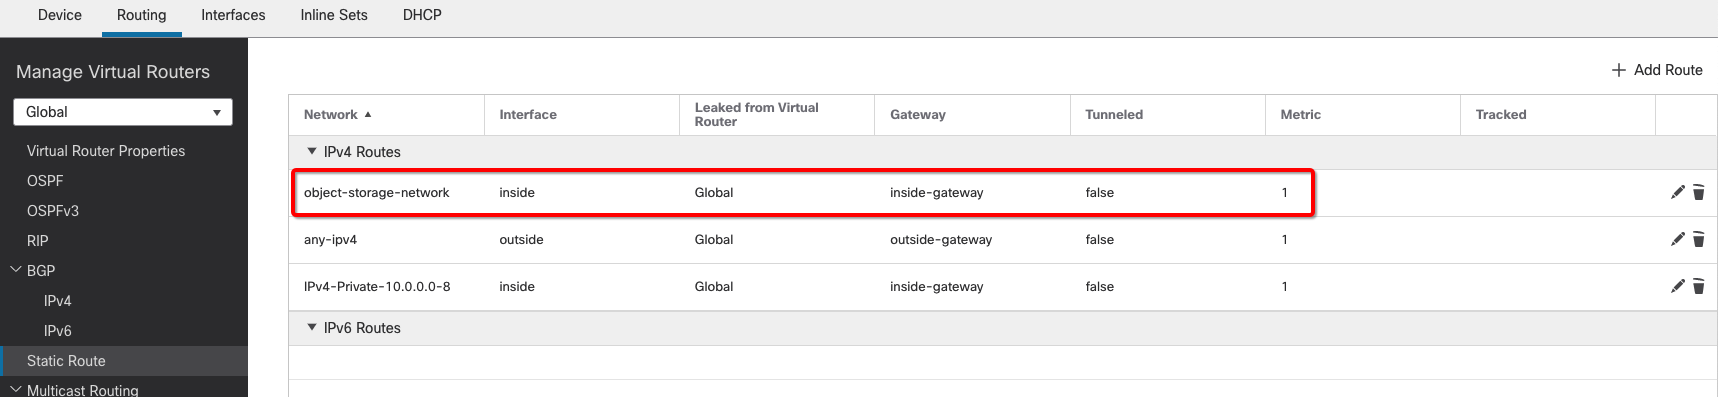 Device Routing Interfaces Inline Sets DHCP
Manage Virtual Routers
Global
Virtual Router Properties
OSPF
OSPFv3
RIP
BGP
IPv4
IPv6
Static Route
Multicast Routing
+ Add Route
Network Interface Leaked from Virtual Router Gateway Tunneled Metric Tracked
IPv4 Routes
object-storage-network inside Global inside-gateway false 1
any-ipv4 outside Global outside-gateway false 1
IPv4-Private-10.0.0.0-8 inside Global inside-gateway false 1
IPv6 Routes